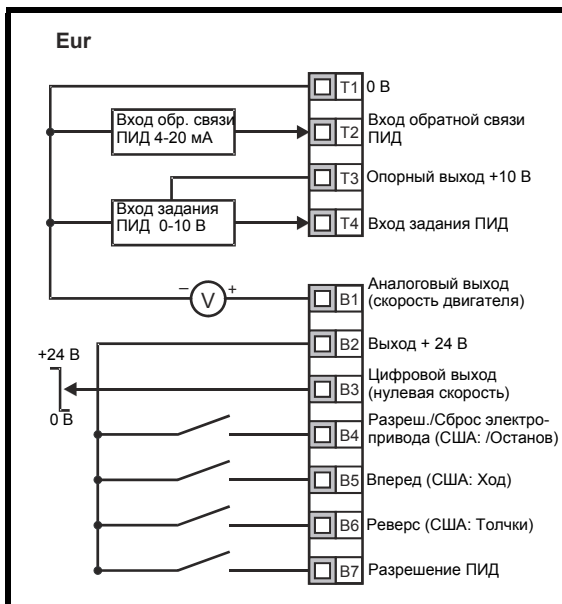 Eur
T1 0 В
Вход обр. связи
ПИД 4-20 мА
T2 Вход обратной связи
ПИД
T3 Опорный выход +10 В
Вход задания
ПИД 0-10 В
T4 Вход задания ПИД
– V +
B1 Аналоговый выход
(скорость двигателя)
B2 Выход + 24 В
+24 В
0 В
B3 Цифровой выход
(нулевая скорость)
B4 Разреш./Сброс электро-
привода (США: /Останов)
B5 Вперед (США: Ход)
B6 Реверс (США: Толчки)
B7 Разрешение ПИД